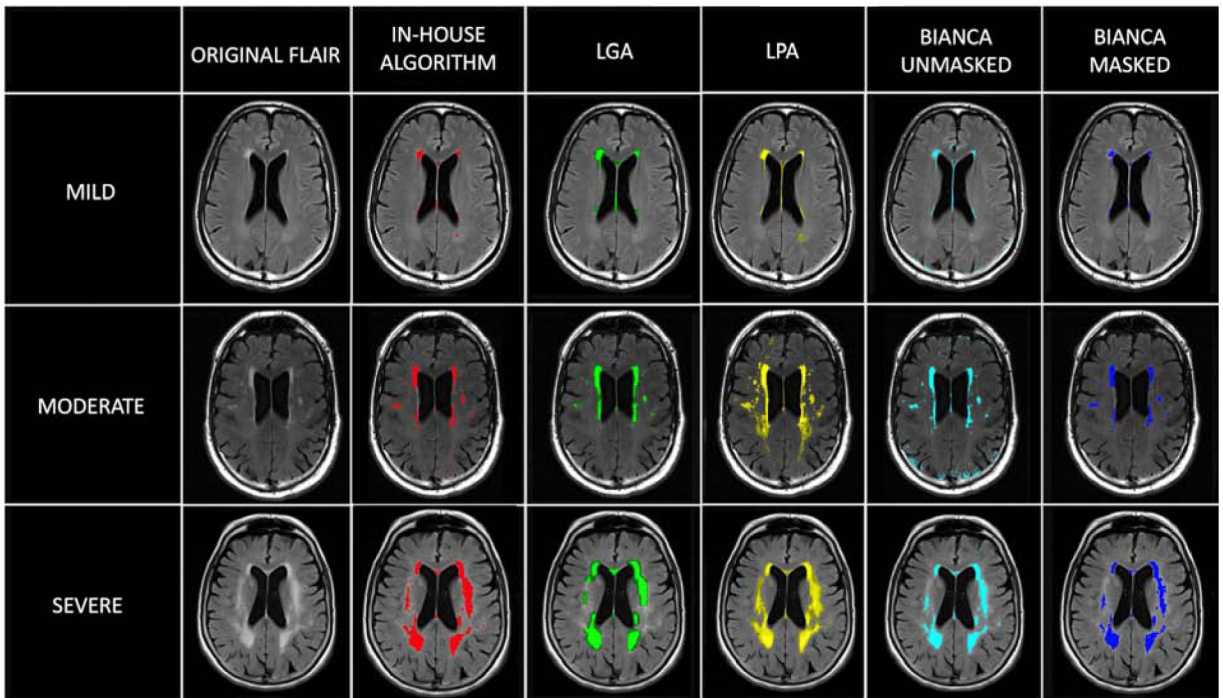 ORIGINAL FLAIR
IN-HOUSE
ALGORITHM
LGA
LPA
BIANCA
UNMASKED
BIANCA
MASKED
MILD
MODERATE
SEVERE